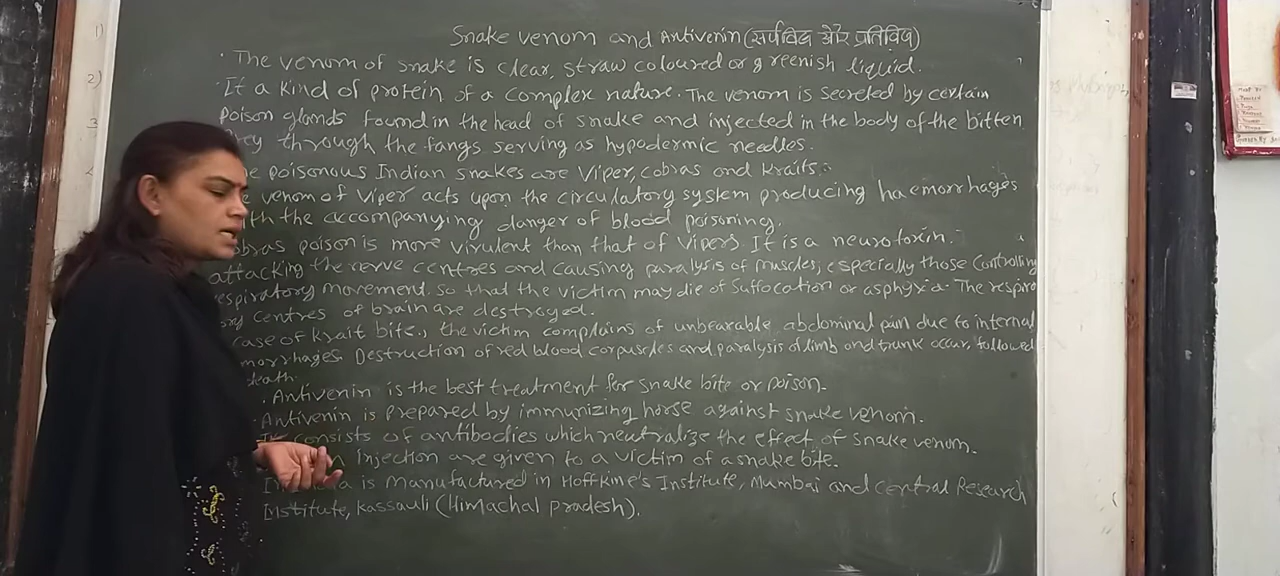 Snake venom and Antivenin (सर्पविष और प्रतिविष)
· The venom of snake is clear, straw coloured or greenish liquid.
· It a kind of protein of a complex nature. The venom is secreted by certain
poison glands found in the head of snake and injected in the body of the bitten
through the fangs serving as hypodermic needles.
poisonous Indian snakes are Viper, cobras and Kraits.
venom of Viper acts upon the circulatory system producing haemorrhages
the accompanying danger of blood poisoning.
poison is more virulent than that of Vipers. It is a neurotoxin.
attacking the nerve centres and causing paralysis of muscles, especially those controlling
respiratory movement. so that the victim may die of suffocation or asphyxia. The respira
centres of brain are destroyed.
case of krait bite, the victim complains of unbearable abdominal pain due to internal
Destruction of red blood corpuscles and paralysis of limb and trunk occur, followed
death.
· Antivenin is the best treatment for snake bite or poison.
Antivenin is prepared by immunizing horse against snake venom.
It consists of antibodies which neutralize the effect of snake venom.
Injection are given to a victim of a snake bite.
is manufactured in Hoffkine's Institute, Mumbai and Central Research
Institute, Kassauli (Himachal pradesh).
1)
2)
3